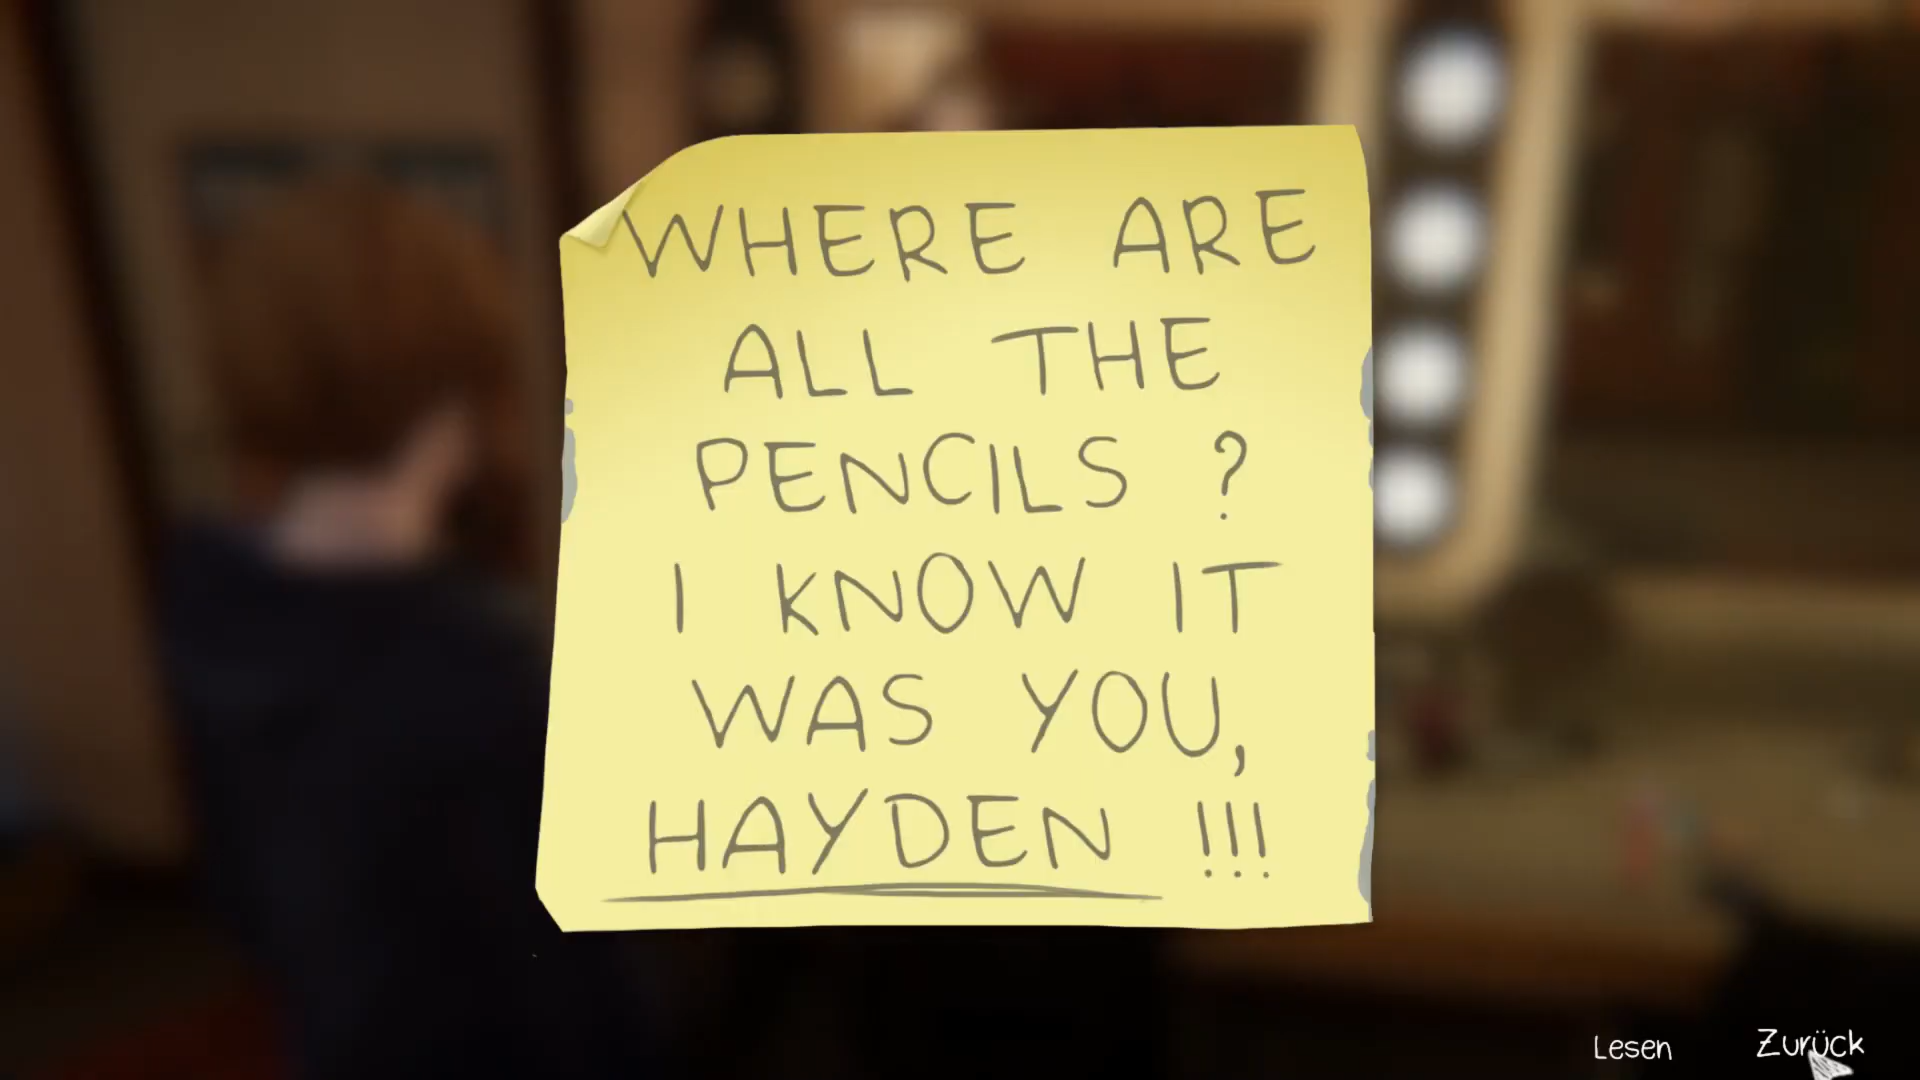 WHERE ARE
ALL THE
PENCILS ?
I KNOW IT
WAS YOU,
HAYDEN !!!
Lesen Zurück